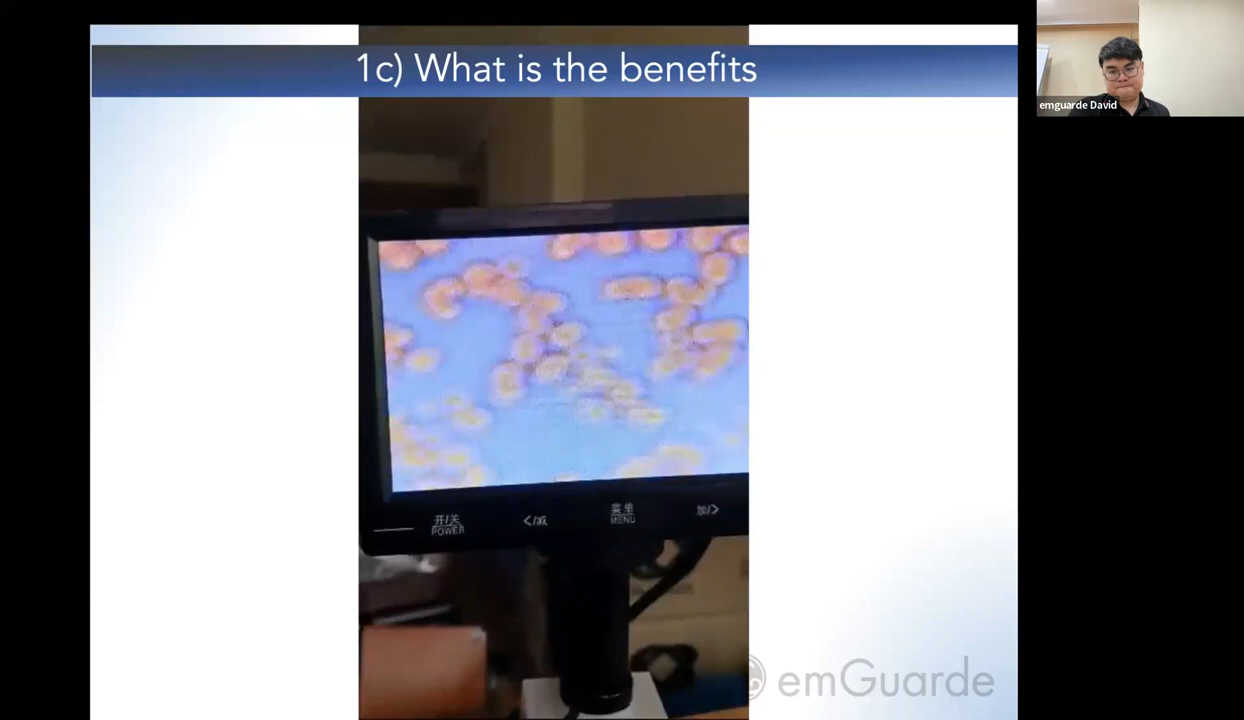 1c) What is the benefits
emguarde David
开/关
POWER
</减
菜单
MENU
加/>
emGuarde